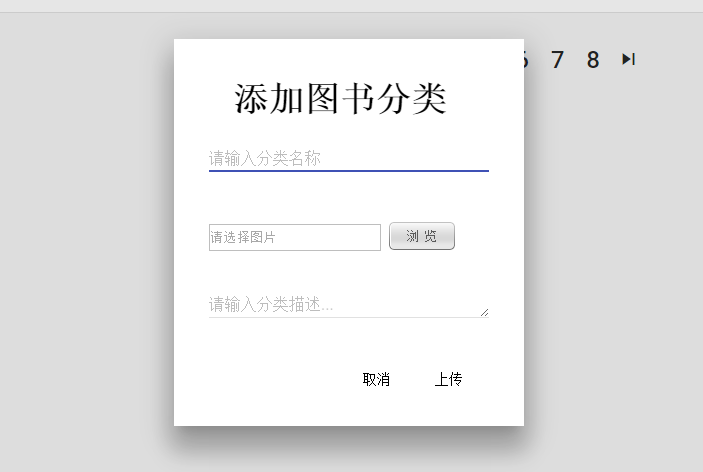 6 7 8
添加图书分类
请输入分类名称
请选择图片 浏 览
请输入分类描述...
取消 上传